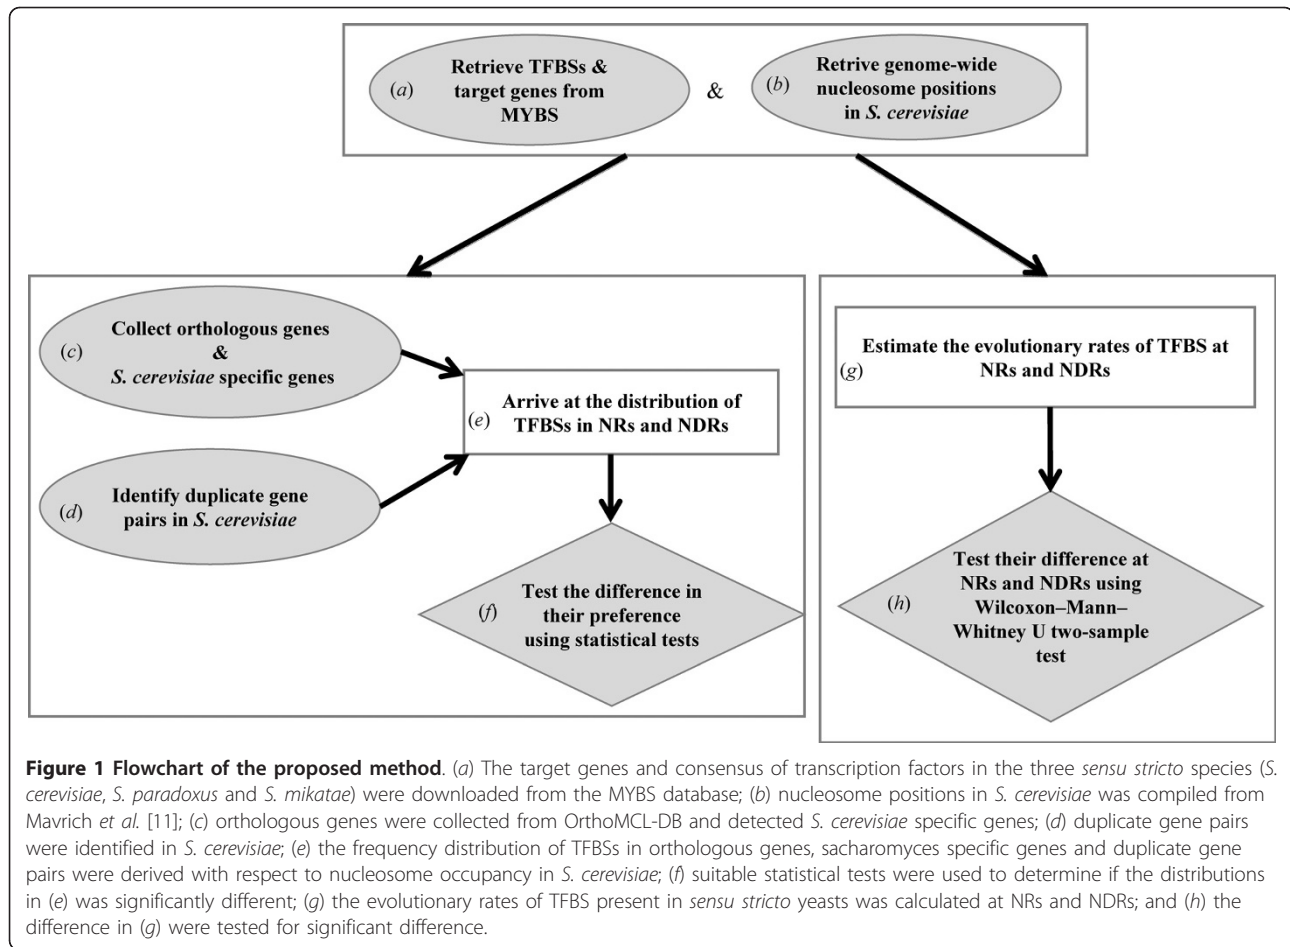 (a) Retrieve TFBSs &
target genes from
MYBS
&
(b) Retrive genome-wide
nucleosome positions
in S. cerevisiae
(c) Collect orthologous genes
&
S. cerevisiae specific genes
(d) Identify duplicate gene
pairs in S. cerevisiae
(e) Arrive at the distribution of
TFBSs in NRs and NDRs
(f) Test the difference in
their preference
using statistical tests
(g) Estimate the evolutionary rates of TFBS at
NRs and NDRs
(h) Test their difference at
NRs and NDRs using
Wilcoxon–Mann–
Whitney U two-sample
test
Figure 1 Flowchart of the proposed method. (a) The target genes and consensus of transcription factors in the three sensu stricto species (S.
cerevisiae, S. paradoxus and S. mikatae) were downloaded from the MYBS database; (b) nucleosome positions in S. cerevisiae was compiled from
Mavrich et al. [11]; (c) orthologous genes were collected from OrthoMCL-DB and detected S. cerevisiae specific genes; (d) duplicate gene pairs
were identified in S. cerevisiae; (e) the frequency distribution of TFBSs in orthologous genes, sacharomyces specific genes and duplicate gene
pairs were derived with respect to nucleosome occupancy in S. cerevisiae; (f) suitable statistical tests were used to determine if the distributions
in (e) was significantly different; (g) the evolutionary rates of TFBS present in sensu stricto yeasts was calculated at NRs and NDRs; and (h) the
difference in (g) were tested for significant difference.